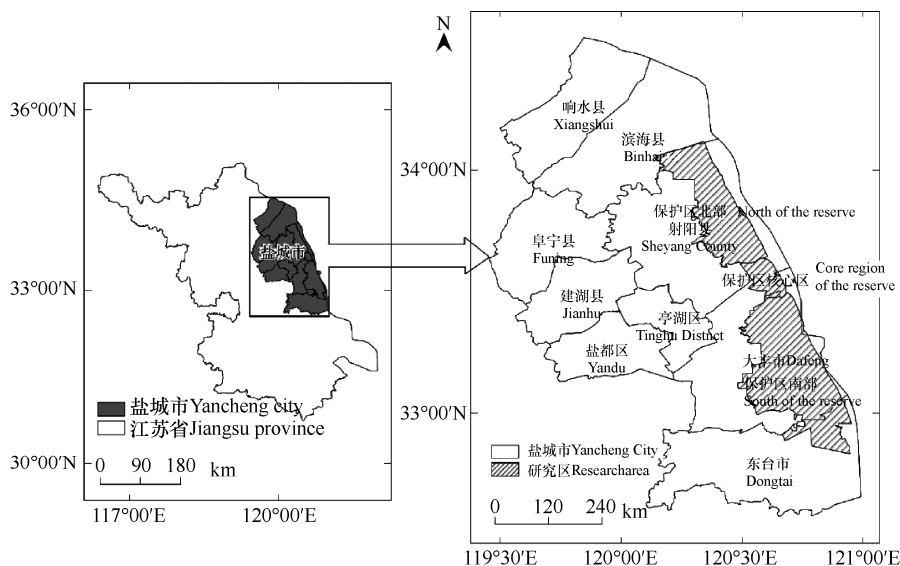 36°00′N
33°00′N
30°00′N
盐城市
盐城市Yancheng city
江苏省Jiangsu province
0 90 180 km
117°00′E 120°00′E
N
34°00′N
33°00′N
响水县
Xiangshui
滨海县
Binhai
保护区北部 North of the reserve
射阳县
Sheyang County
阜宁县
Funing
保护区核心区 Core region
of the reserve
建湖县
Jianhu
亭湖区
Tinghu District
盐都区
Yandu
大丰市Dafeng
保护区南部
South of the reserve
盐城市Yancheng City
研究区Researcharea
东台市
Dongtai
0 120 240 km
119°30′E 120°00′E 120°30′E 121°00′E